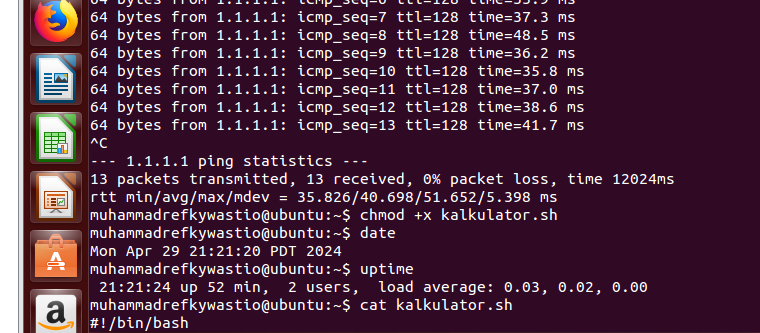 64 bytes from 1.1.1.1: icmp_seq=6 ttl=128 time=35.9 ms
64 bytes from 1.1.1.1: icmp_seq=7 ttl=128 time=37.3 ms
64 bytes from 1.1.1.1: icmp_seq=8 ttl=128 time=48.5 ms
64 bytes from 1.1.1.1: icmp_seq=9 ttl=128 time=36.2 ms
64 bytes from 1.1.1.1: icmp_seq=10 ttl=128 time=35.8 ms
64 bytes from 1.1.1.1: icmp_seq=11 ttl=128 time=37.0 ms
64 bytes from 1.1.1.1: icmp_seq=12 ttl=128 time=38.6 ms
64 bytes from 1.1.1.1: icmp_seq=13 ttl=128 time=41.7 ms
^C
--- 1.1.1.1 ping statistics ---
13 packets transmitted, 13 received, 0% packet loss, time 12024ms
rtt min/avg/max/mdev = 35.826/40.698/51.652/5.398 ms
muhammadrefkywastio@ubuntu:~$ chmod +x kalkulator.sh
muhammadrefkywastio@ubuntu:~$ date
Mon Apr 29 21:21:20 PDT 2024
muhammadrefkywastio@ubuntu:~$ uptime
 21:21:24 up 52 min,  2 users,  load average: 0.03, 0.02, 0.00
muhammadrefkywastio@ubuntu:~$ cat kalkulator.sh
#!/bin/bash